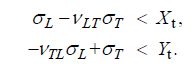 σ_L − ν_LT σ_T < X_t,
−ν_TL σ_L + σ_T < Y_t.